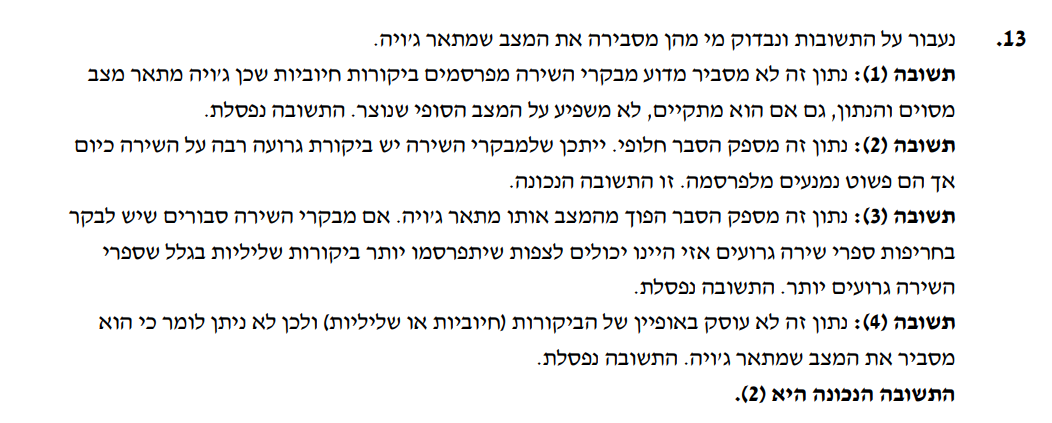 13. נעבור על התשובות ונבדוק מי מהן מסבירה את המצב שמתאר ג'ויה.
תשובה (1): נתון זה לא מסביר מדוע מבקרי השירה מפרסמים ביקורות חיוביות שכן ג'ויה מתאר מצב
מסוים והנתון, גם אם הוא מתקיים, לא משפיע על המצב הסופי שנוצר. התשובה נפסלת.
תשובה (2): נתון זה מספק הסבר חלופי. ייתכן שלמבקרי השירה יש ביקורת גרועה רבה על השירה כיום
אך הם פשוט נמנעים מלפרסמה. זו התשובה הנכונה.
תשובה (3): נתון זה מספק הסבר הפוך מהמצב אותו מתאר ג'ויה. אם מבקרי השירה סבורים שיש לבקר
בחריפות ספרי שירה גרועים אזי היינו יכולים לצפות שיתפרסמו יותר ביקורות שליליות בגלל שספרי
השירה גרועים יותר. התשובה נפסלת.
תשובה (4): נתון זה לא עוסק באופיין של הביקורות (חיוביות או שליליות) ולכן לא ניתן לומר כי הוא
מסביר את המצב שמתאר ג'ויה. התשובה נפסלת.
התשובה הנכונה היא (2).